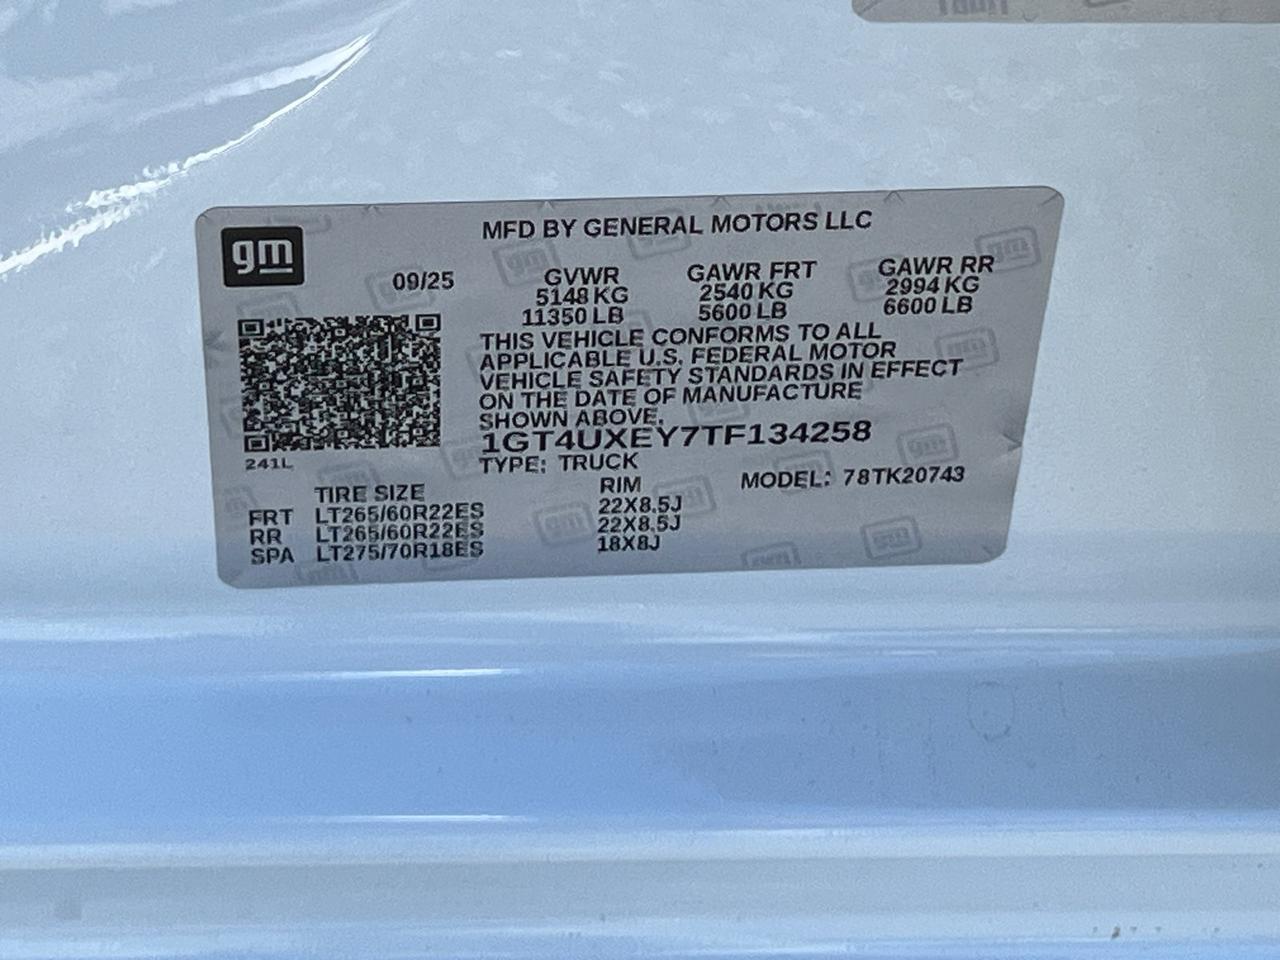 gm
MFD BY GENERAL MOTORS LLC
09/25
GVWR GAWR FRT GAWR RR
5148 KG 2540 KG 2994 KG
11350 LB 5600 LB 6600 LB
THIS VEHICLE CONFORMS TO ALL
APPLICABLE U.S. FEDERAL MOTOR
VEHICLE SAFETY STANDARDS IN EFFECT
ON THE DATE OF MANUFACTURE
SHOWN ABOVE.
1GT4UXEY7TF134258
241L
TYPE: TRUCK MODEL: 78TK20743
TIRE SIZE RIM
FRT LT265/60R22ES 22X8.5J
RR LT265/60R22ES 22X8.5J
SPA LT275/70R18ES 18X8J